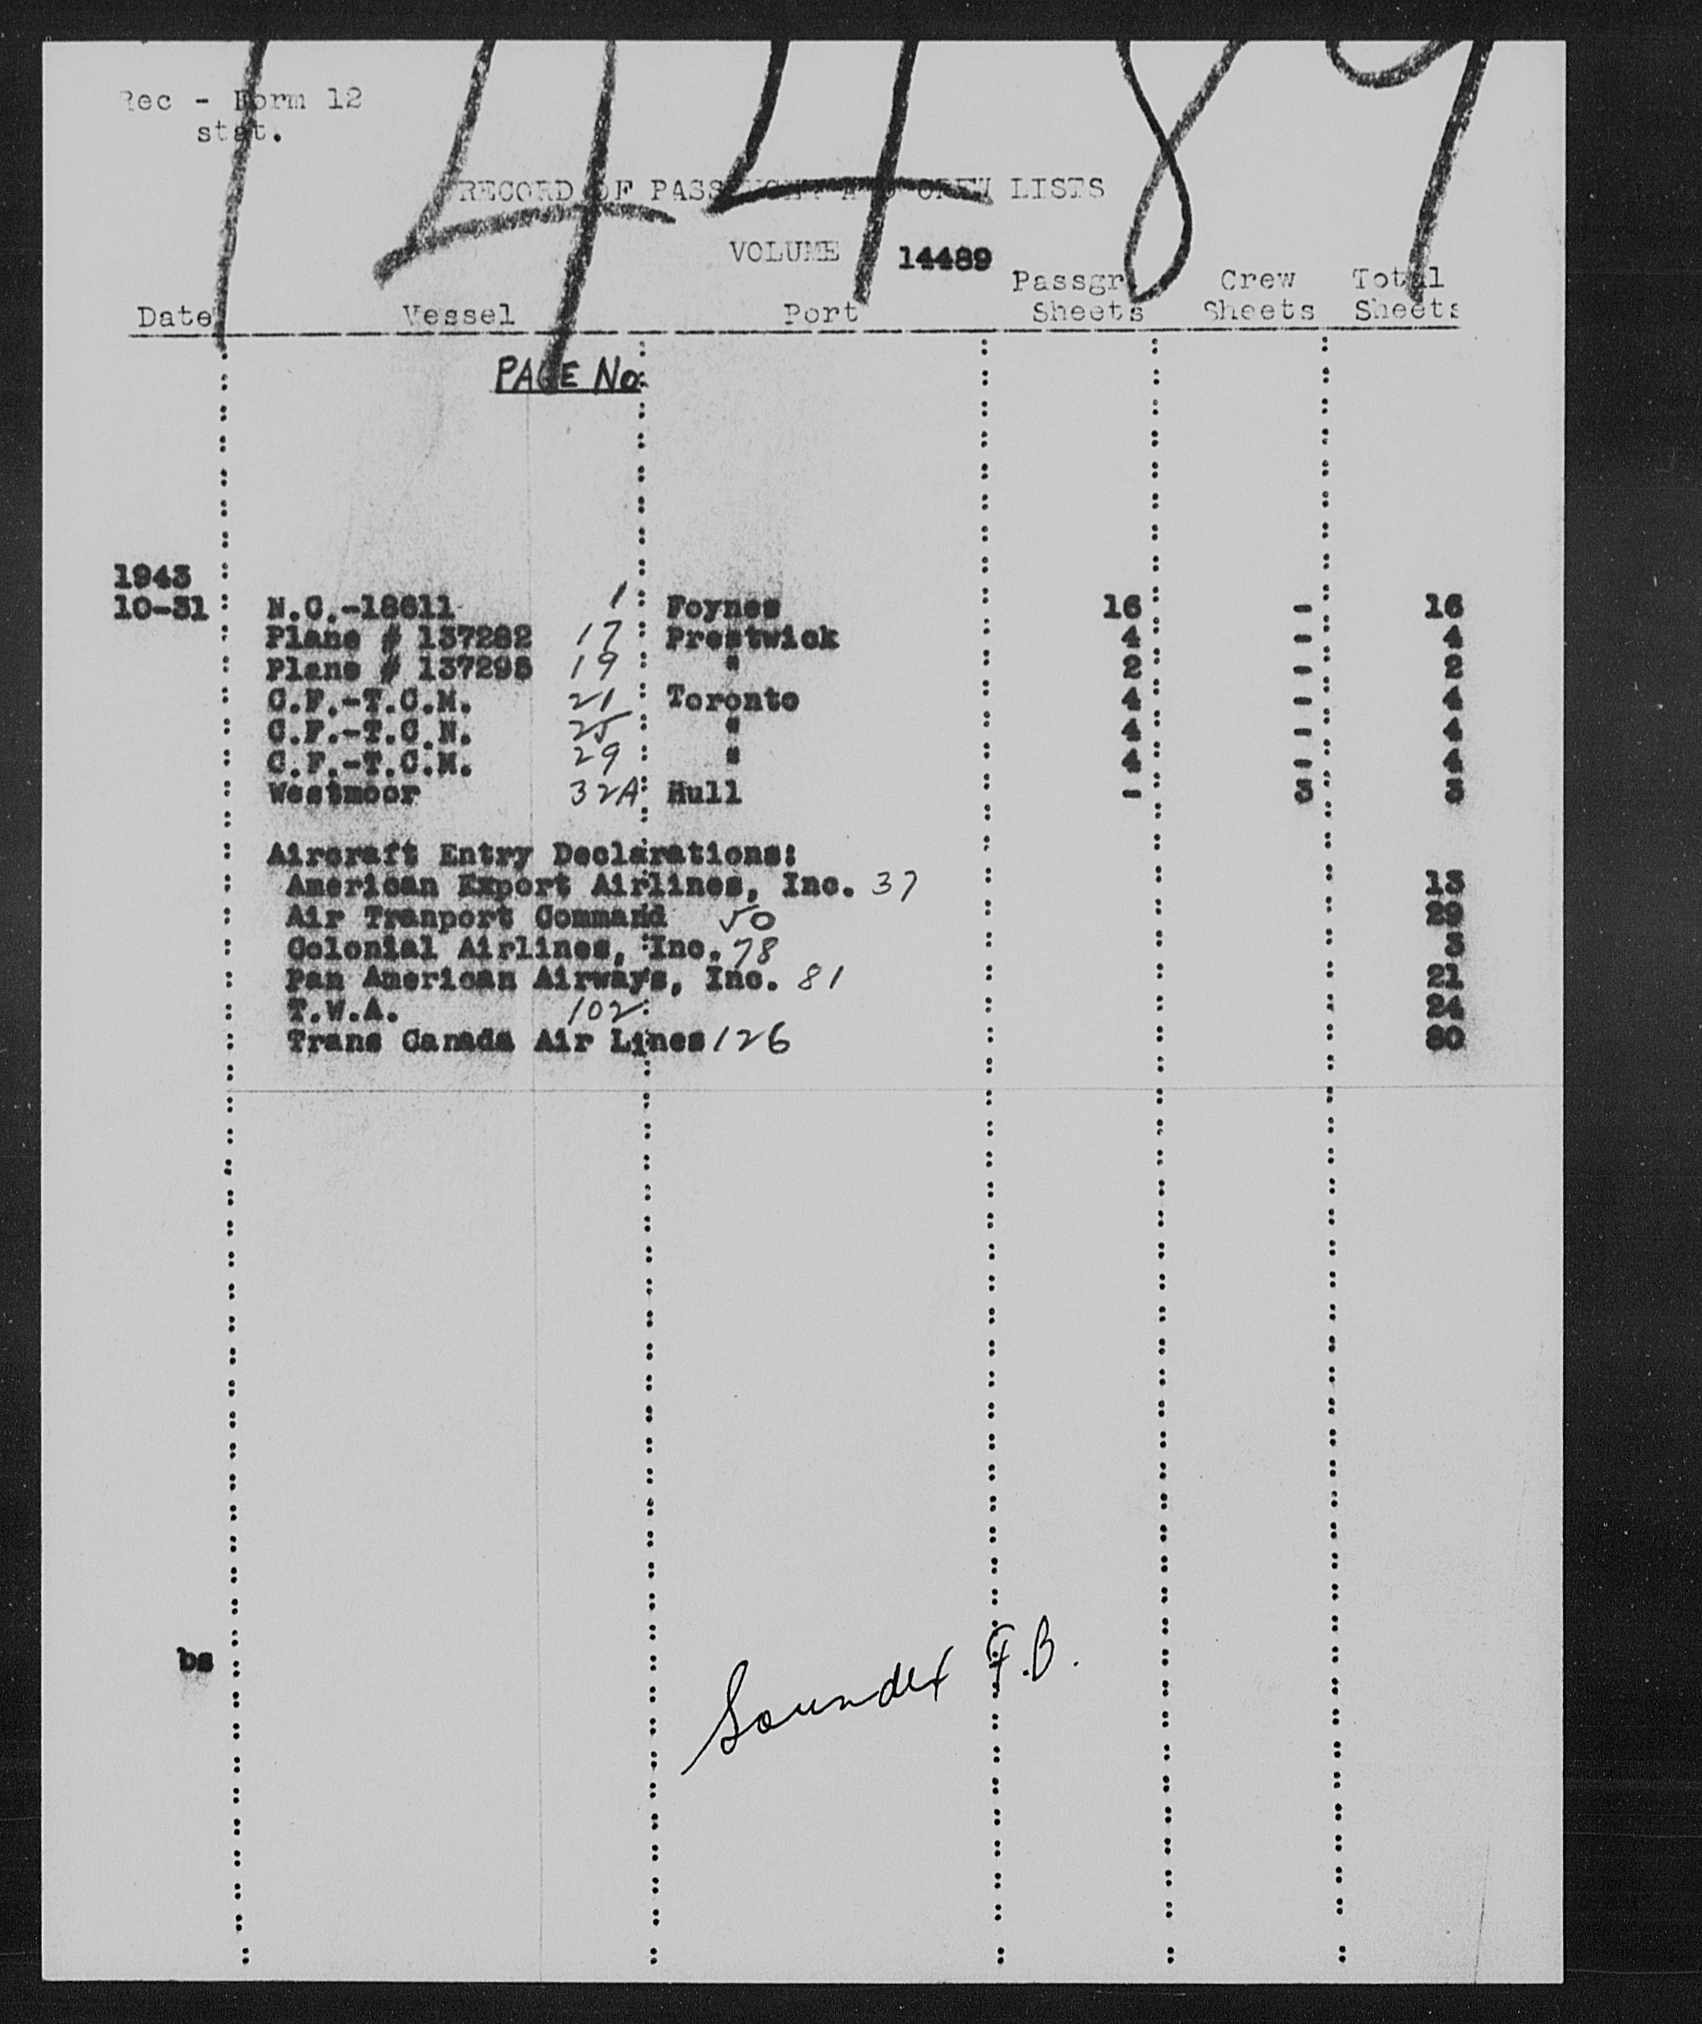 14489
Rec - Form 12
stat.
RECORD OF PASSENGER AND CREW LISTS
VOLUME 14489
Date Vessel Port Passgr Sheets Crew Sheets Total Sheets
PAGE No.
1943
10-31 N.C.-18611 1 Foynes 16 - 16
Plane # 137282 17 Prestwick 4 - 4
Plane # 137295 19 " 2 - 2
C.F.-T.C.M. 21 Toronto 4 - 4
C.F.-T.C.N. 25 " 4 - 4
C.F.-T.C.M. 29 " 4 - 4
Westmoor 32A Hull - 3 3
Aircraft Entry Declarations:
American Export Airlines, Inc. 37 13
Air Tranport Command 50 29
Colonial Airlines, Inc. 78 3
Pan American Airways, Inc. 81 21
T.W.A. 102 24
Trans Canada Air Lines 126 80
bs
Soundex F.B.